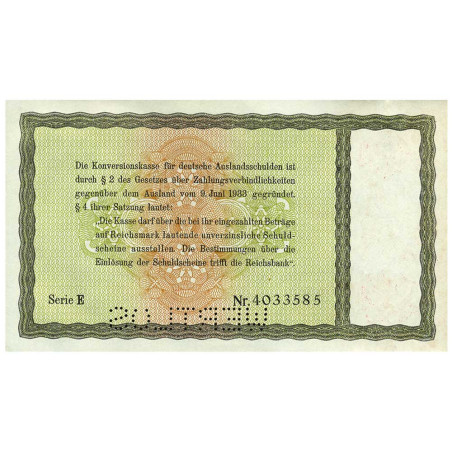 Die Konversionskasse für deutsche Auslandsschulden ist
durch § 2 des Gesetzes über Zahlungsverbindlichkeiten
gegenüber dem Ausland vom 9. Juni 1933 gegründet.
§ 4 ihrer Satzung lautet:
„Die Kasse darf über die bei ihr eingezahlten Beträge
auf Reichsmark lautende unverzinsliche Schuld-
scheine ausstellen. Die Bestimmungen über die
Einlösung der Schuldscheine trifft die Reichsbank“.
Serie E Nr. 4033585